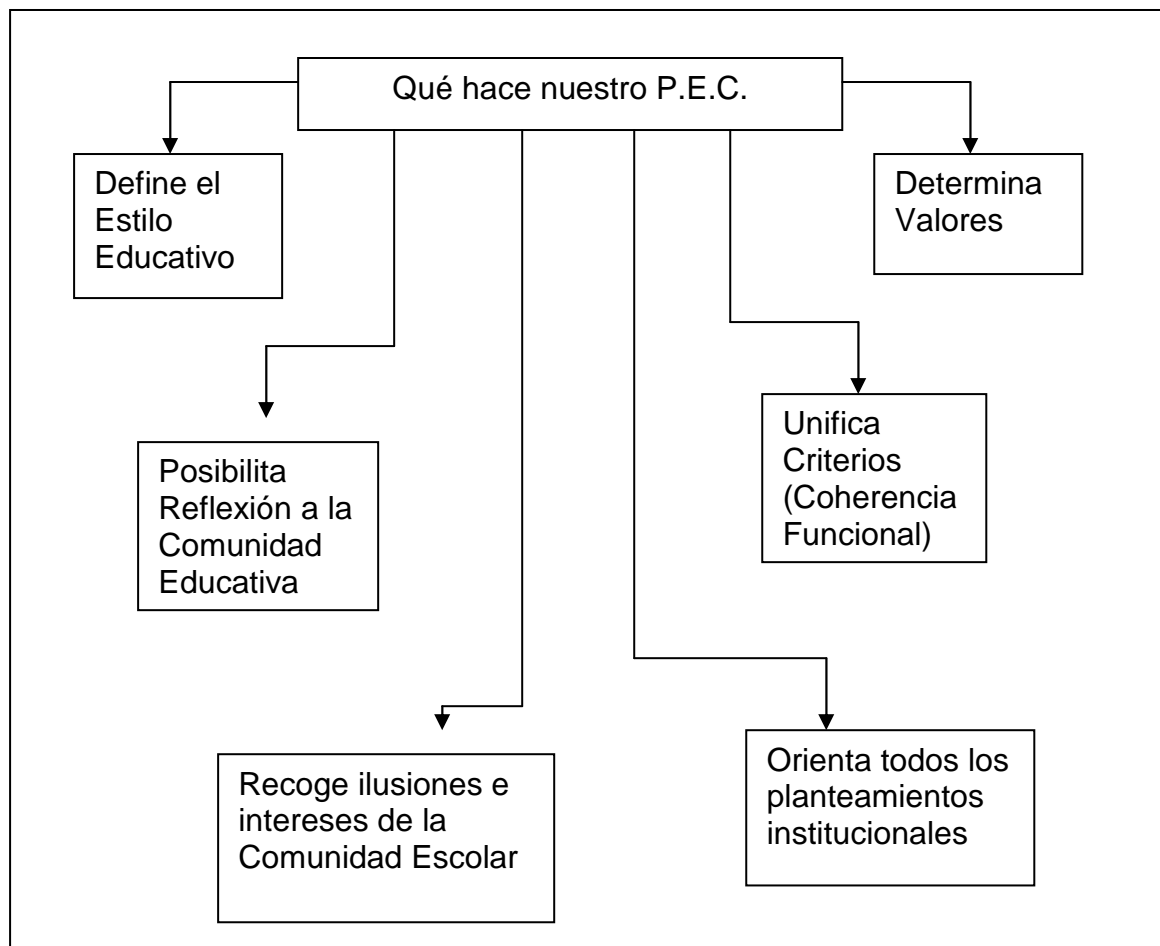 Qué hace nuestro P.E.C.
Define el
Estilo
Educativo
Determina
Valores
Posibilita
Reflexión a la
Comunidad
Educativa
Unifica
Criterios
(Coherencia
Funcional)
Recoge ilusiones e
intereses de la
Comunidad Escolar
Orienta todos los
planteamientos
institucionales